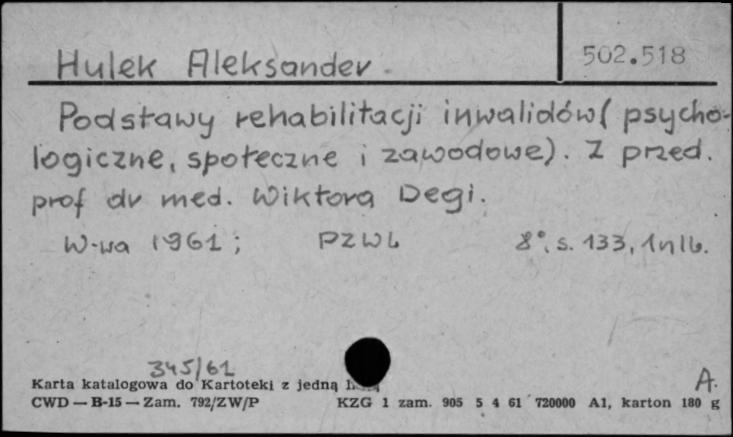 Hulek Aleksander
502.518
Podstawy rehabilitacji inwalidów (psycho-
logiczne, społeczne i zawodowe). Z przed.
prof dr med. Wiktora Degi.
W-wa 1961; PZWL 8°, s. 133, 1nlb.
345/61
Karta katalogowa do Kartoteki z jedną
A.
CWD — B-15 — Zam. 792/ZW/P KZG 1 zam. 905 5 4 61 720000 A1, karton 180 g